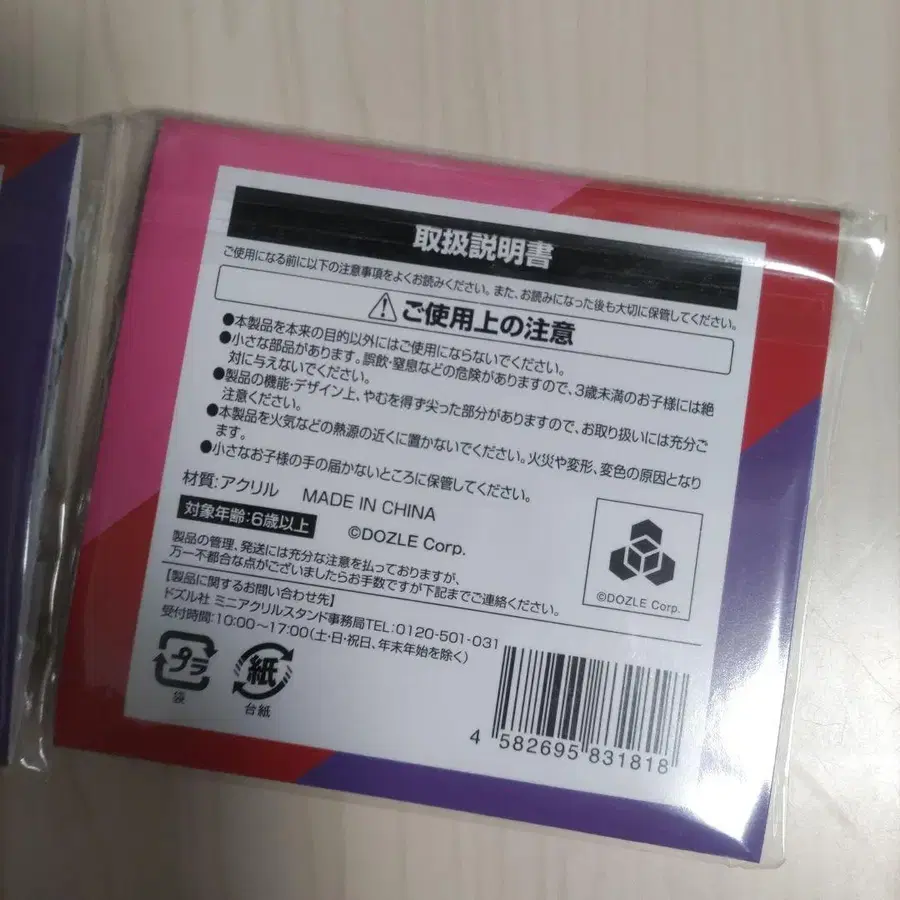 取扱説明書
ご使用になる前に以下の注意事項をよくお読みください。また、お読みになった後も大切に保管してください。
ご使用上の注意
●本製品を本来の目的以外にはご使用にならないでください。
●小さな部品があります。誤飲・窒息などの危険がありますので、3歳未満のお子様には絶
対に与えないでください。
●製品の機能・デザイン上、やむを得ず尖った部分がありますので、お取り扱いには充分ご
注意ください。
●本製品を火気などの熱源の近くに置かないでください。火災や変形、変色の原因となり
ます。
●小さなお子様の手の届かないところに保管してください。
材質:アクリル MADE IN CHINA
対象年齢:6歳以上 ©DOZLE Corp.
©DOZLE Corp.
製品の管理、発送には充分な注意を払っておりますが、
万一不都合な点がございましたらお手数ですが下記までご連絡ください。
【製品に関するお問い合わせ先】
ドズル社 ミニアクリルスタンド事務局TEL:0120-501-031
受付時間:10:00〜17:00(土・日・祝日、年末年始を除く)
プラ 紙
袋 台紙
4 582695 831818